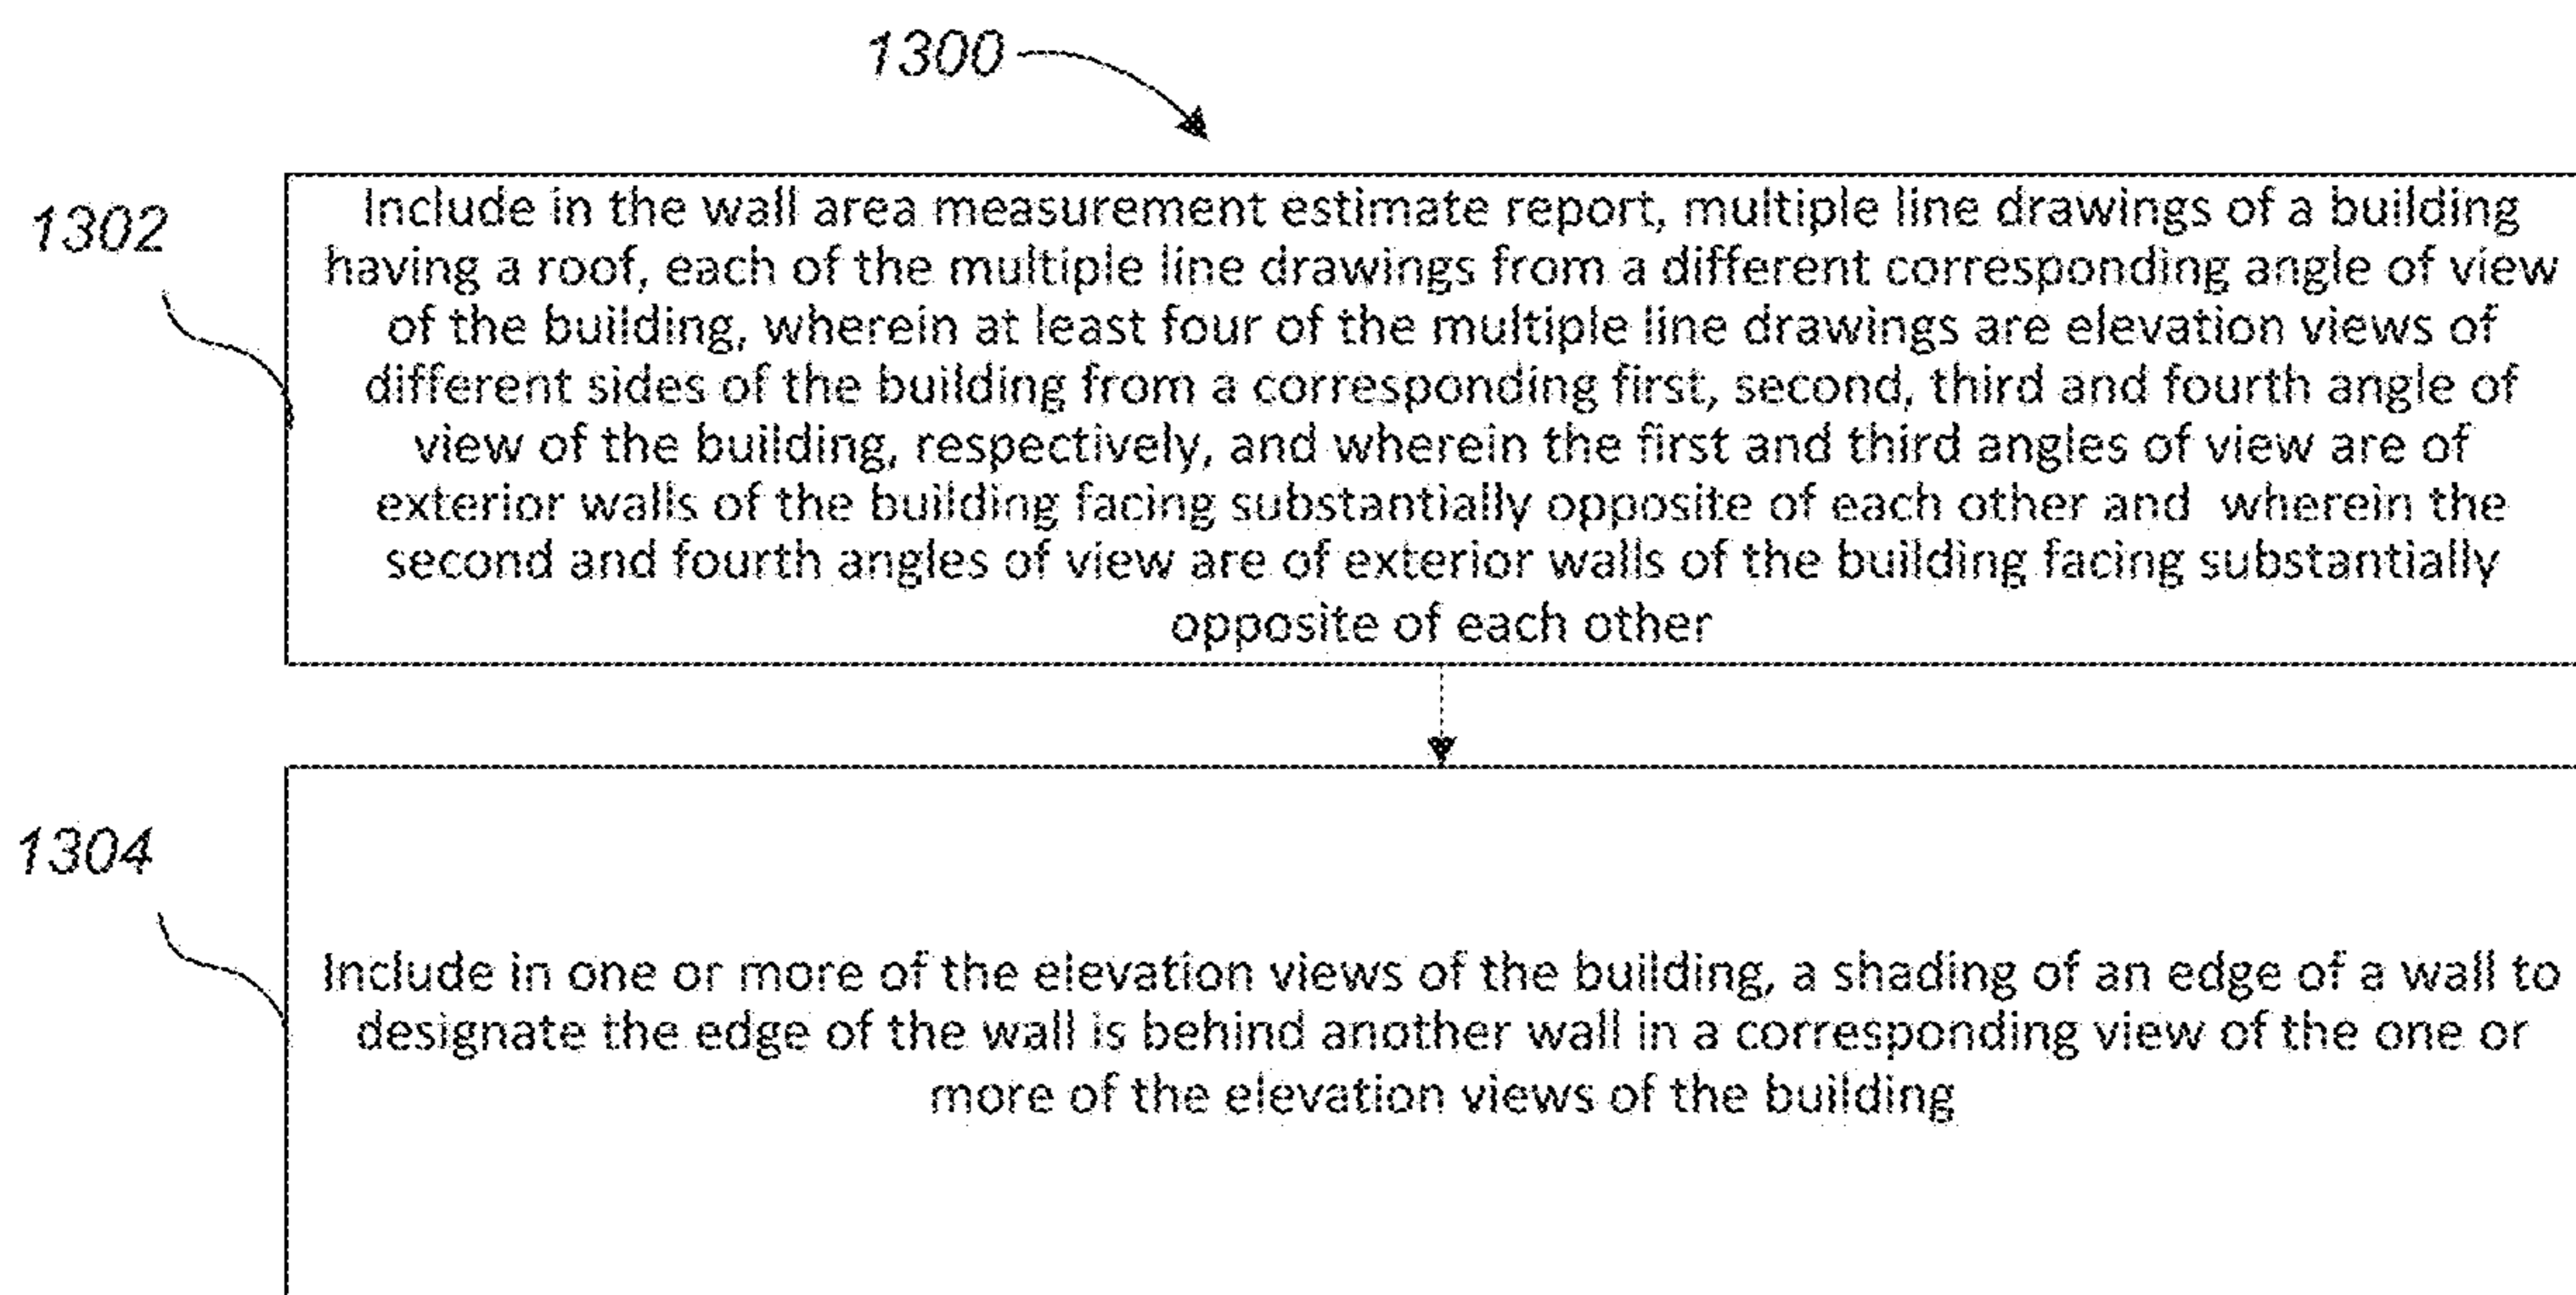 1300
1302
Include in the wall area measurement estimate report, multiple line drawings of a building
having a roof, each of the multiple line drawings from a different corresponding angle of view
of the building, wherein at least four of the multiple line drawings are elevation views of
different sides of the building from a corresponding first, second, third and fourth angle of
view of the building, respectively, and wherein the first and third angles of view are of
exterior walls of the building facing substantially opposite of each other and wherein the
second and fourth angles of view are of exterior walls of the building facing substantially
opposite of each other
1304
Include in one or more of the elevation views of the building, a shading of an edge of a wall to
designate the edge of the wall is behind another wall in a corresponding view of the one or
more of the elevation views of the building